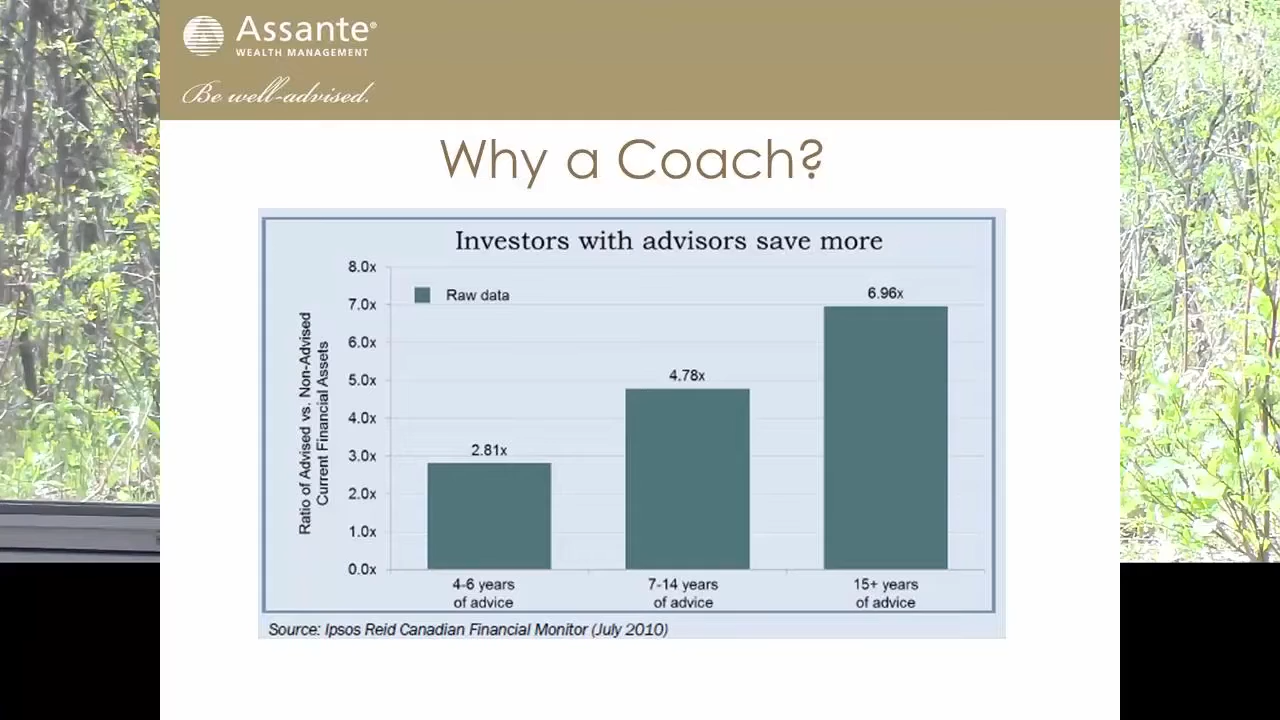 Assante®
WEALTH MANAGEMENT
Be well-advised.
Why a Coach?
Investors with advisors save more
Raw data
Ratio of Advised vs. Non-Advised
Current Financial Assets
8.0x
7.0x
6.0x
5.0x
4.0x
3.0x
2.0x
1.0x
0.0x
2.81x
4.78x
6.96x
4-6 years
of advice
7-14 years
of advice
15+ years
of advice
Source: Ipsos Reid Canadian Financial Monitor (July 2010)